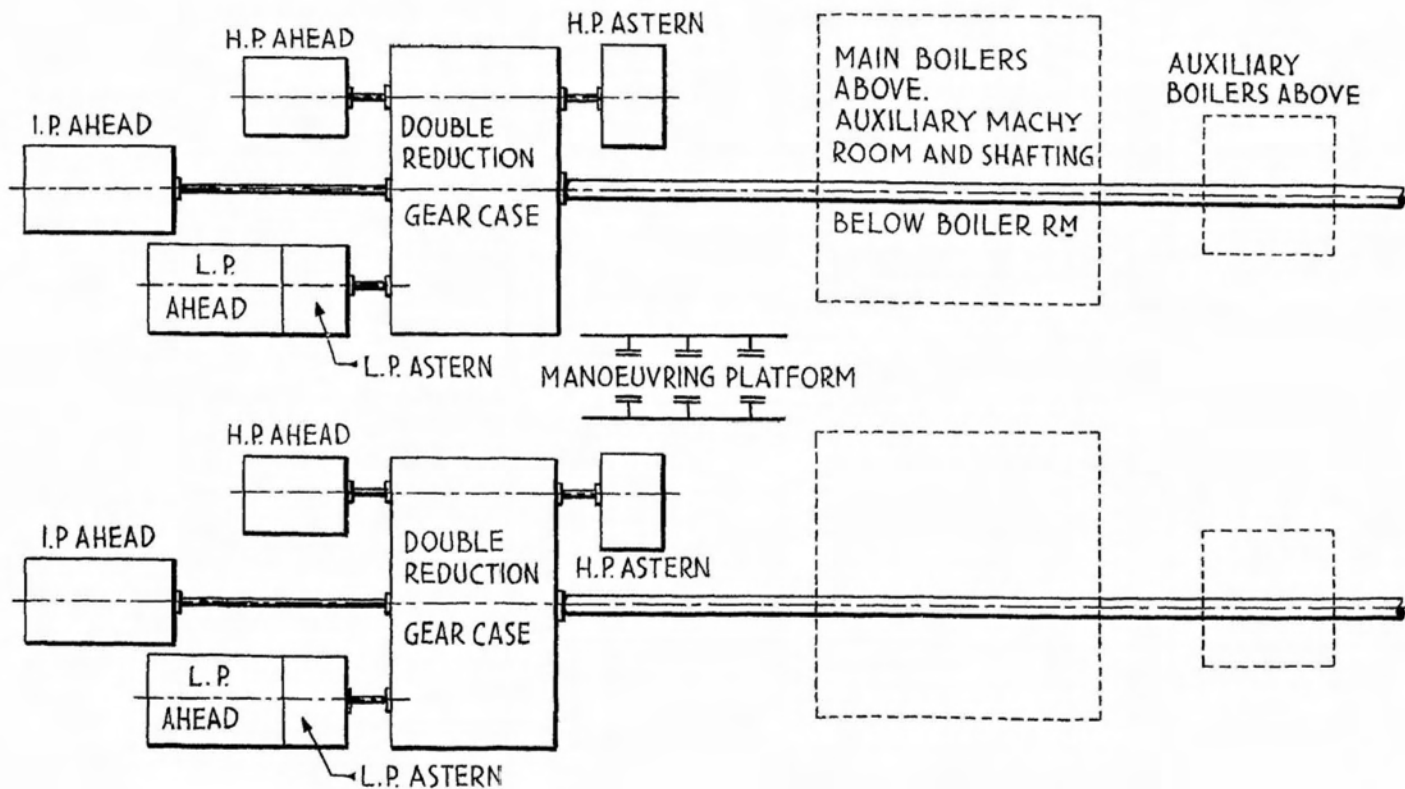 H.P. AHEAD
H.P. ASTERN
I.P. AHEAD
DOUBLE
REDUCTION
GEAR CASE
MAIN BOILERS
ABOVE.
AUXILIARY MACHY
ROOM AND SHAFTING
BELOW BOILER RM
AUXILIARY
BOILERS ABOVE
L.P.
AHEAD
L.P. ASTERN
MANOEUVRING PLATFORM
H.P. AHEAD
I.P AHEAD
DOUBLE
REDUCTION
GEAR CASE
H.P. ASTERN
L.P.
AHEAD
L.P. ASTERN